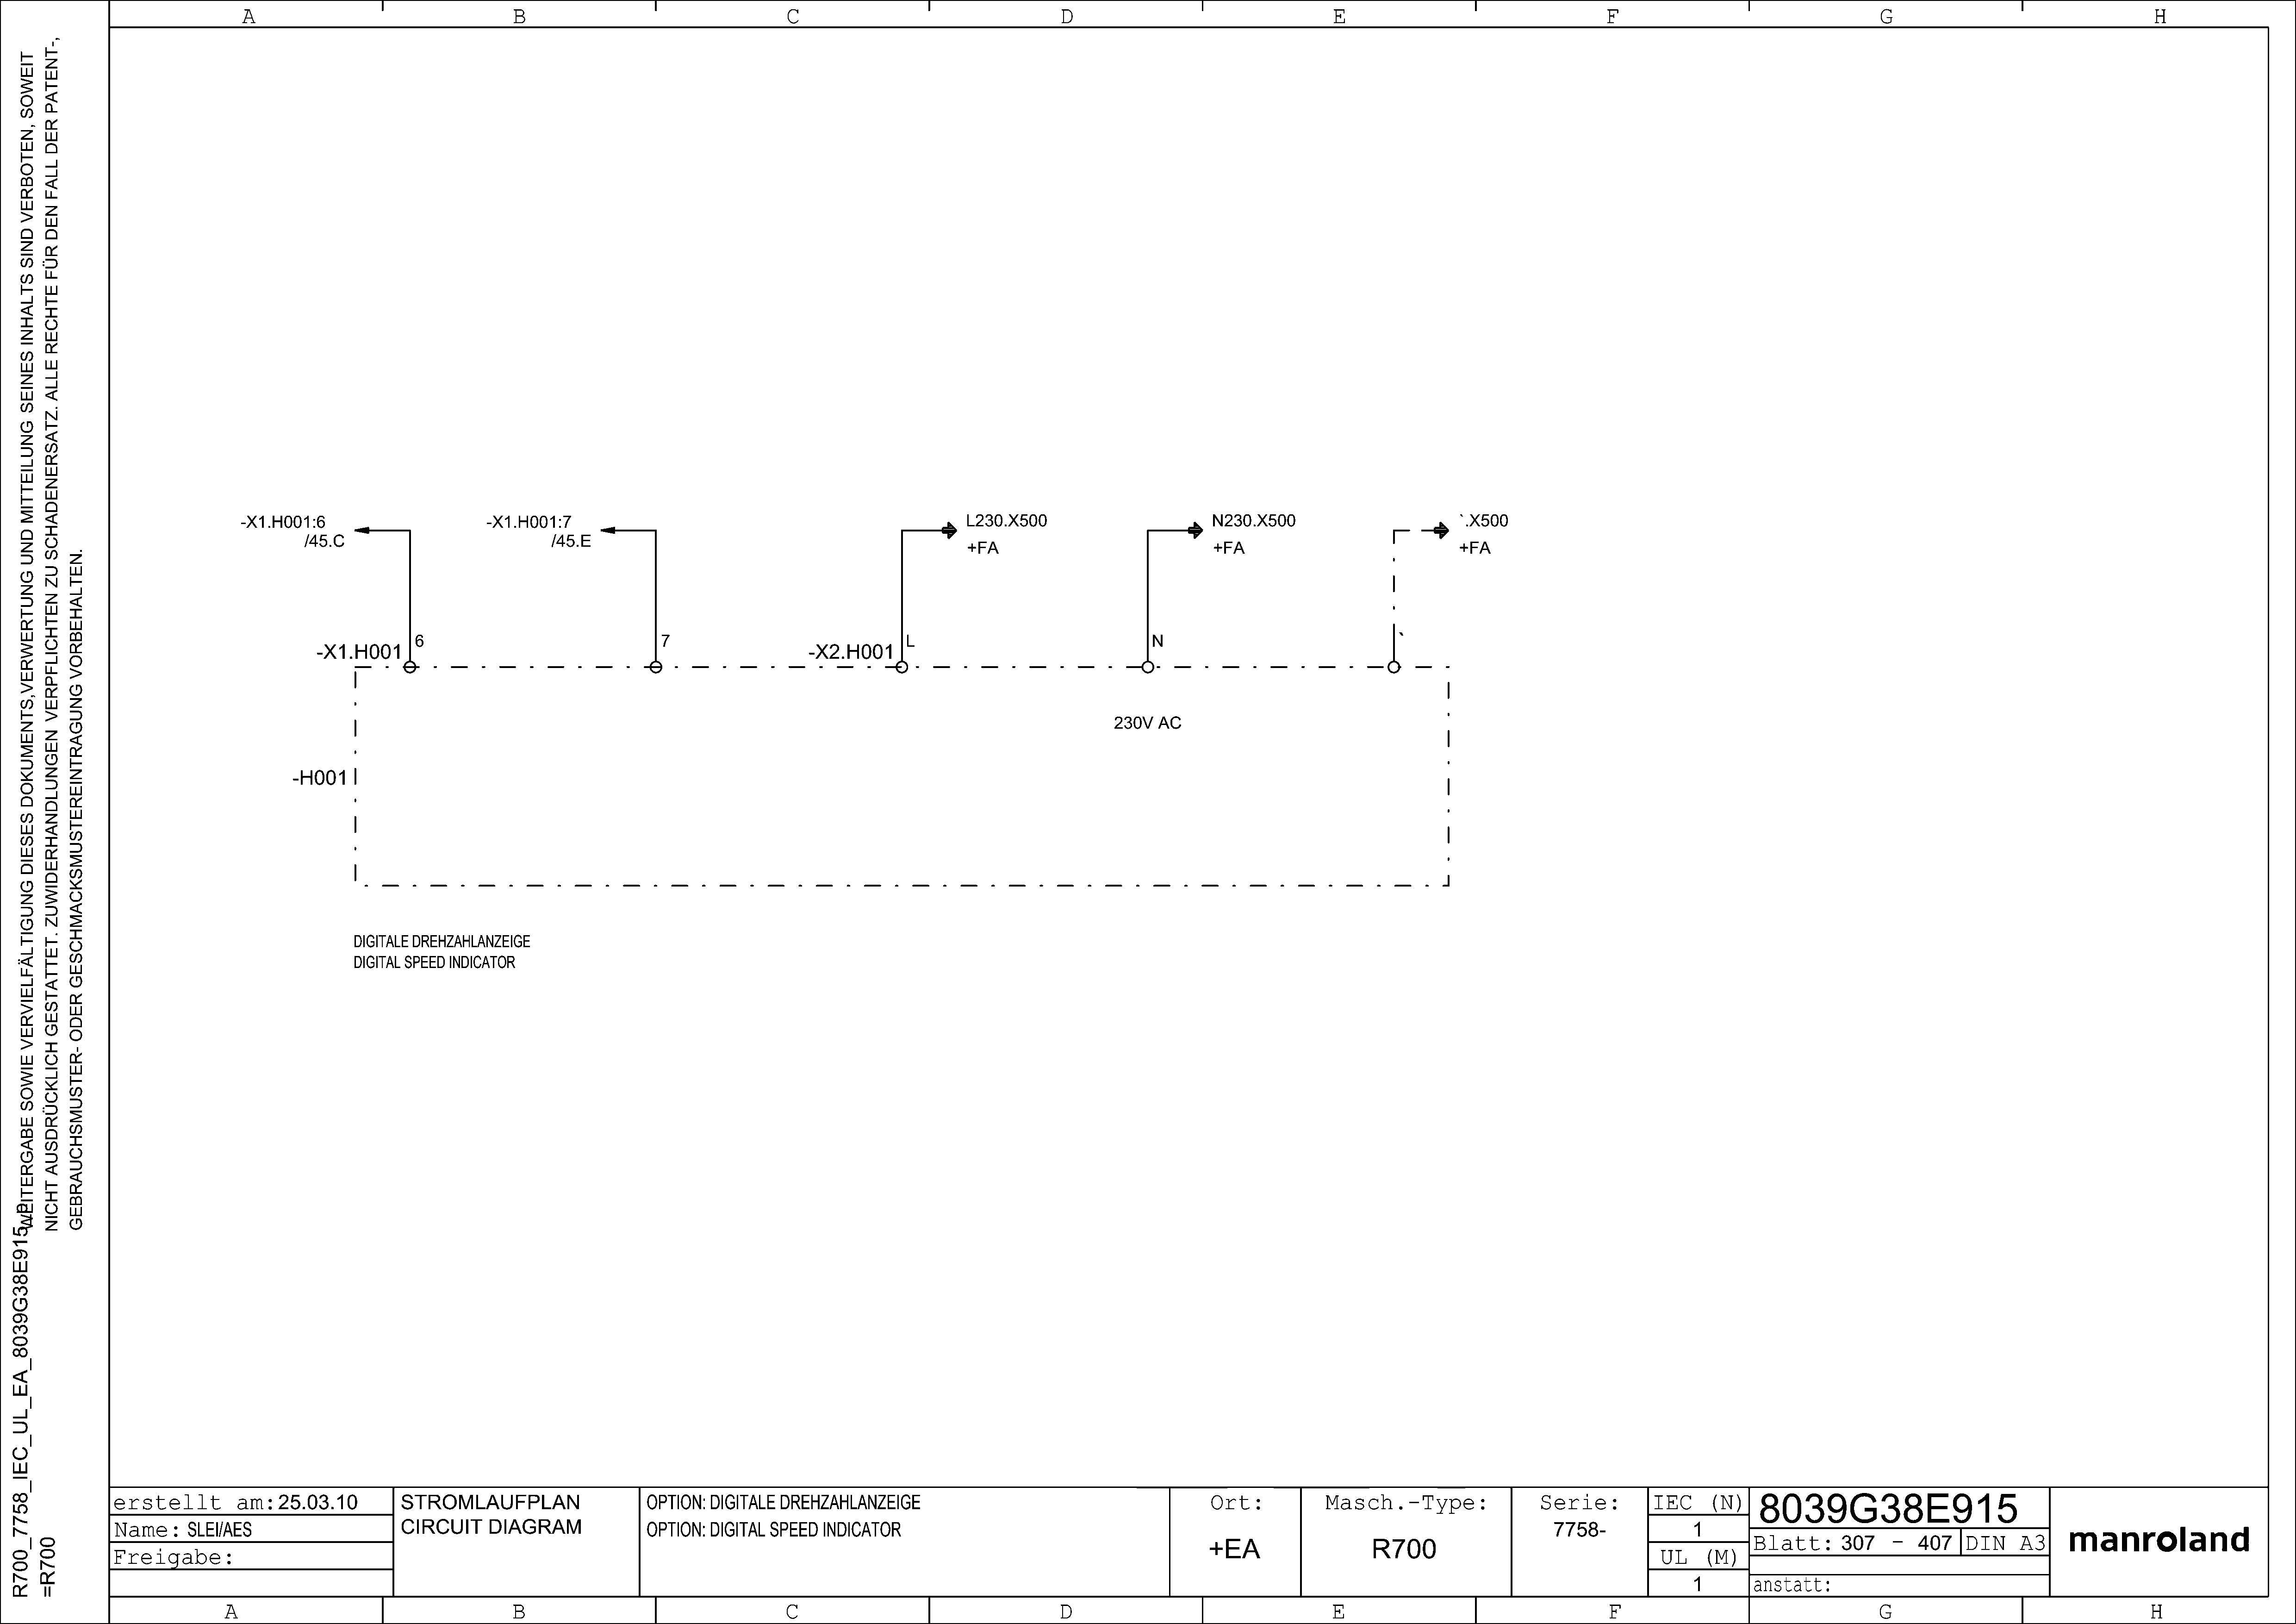 A B C D E F G H
WEITERGABE SOWIE VERVIELFÄLTIGUNG DIESES DOKUMENTS,VERWERTUNG UND MITTEILUNG SEINES INHALTS SIND VERBOTEN, SOWEIT
NICHT AUSDRÜCKLICH GESTATTET. ZUWIDERHANDLUNGEN VERPFLICHTEN ZU SCHADENERSATZ. ALLE RECHTE FÜR DEN FALL DER PATENT-,
GEBRAUCHSMUSTER- ODER GESCHMACKSMUSTEREINTRAGUNG VORBEHALTEN.
R700_7758_IEC_UL_EA_8039G38E915_
=R700
-X1.H001:6
/45.C
-X1.H001:7
/45.E
L230.X500
+FA
N230.X500
+FA
`.X500
+FA
-X1.H001 6
7
-X2.H001 L
N
`
230V AC
-H001
DIGITALE DREHZAHLANZEIGE
DIGITAL SPEED INDICATOR
erstellt am: 25.03.10
Name: SLEI/AES
Freigabe:
STROMLAUFPLAN
CIRCUIT DIAGRAM
OPTION: DIGITALE DREHZAHLANZEIGE
OPTION: DIGITAL SPEED INDICATOR
Ort:
+EA
Masch.-Type:
R700
Serie:
7758-
IEC (N)
1
UL (M)
1
8039G38E915
Blatt: 307 - 407 DIN A3
anstatt:
manroland
A B C D E F G H